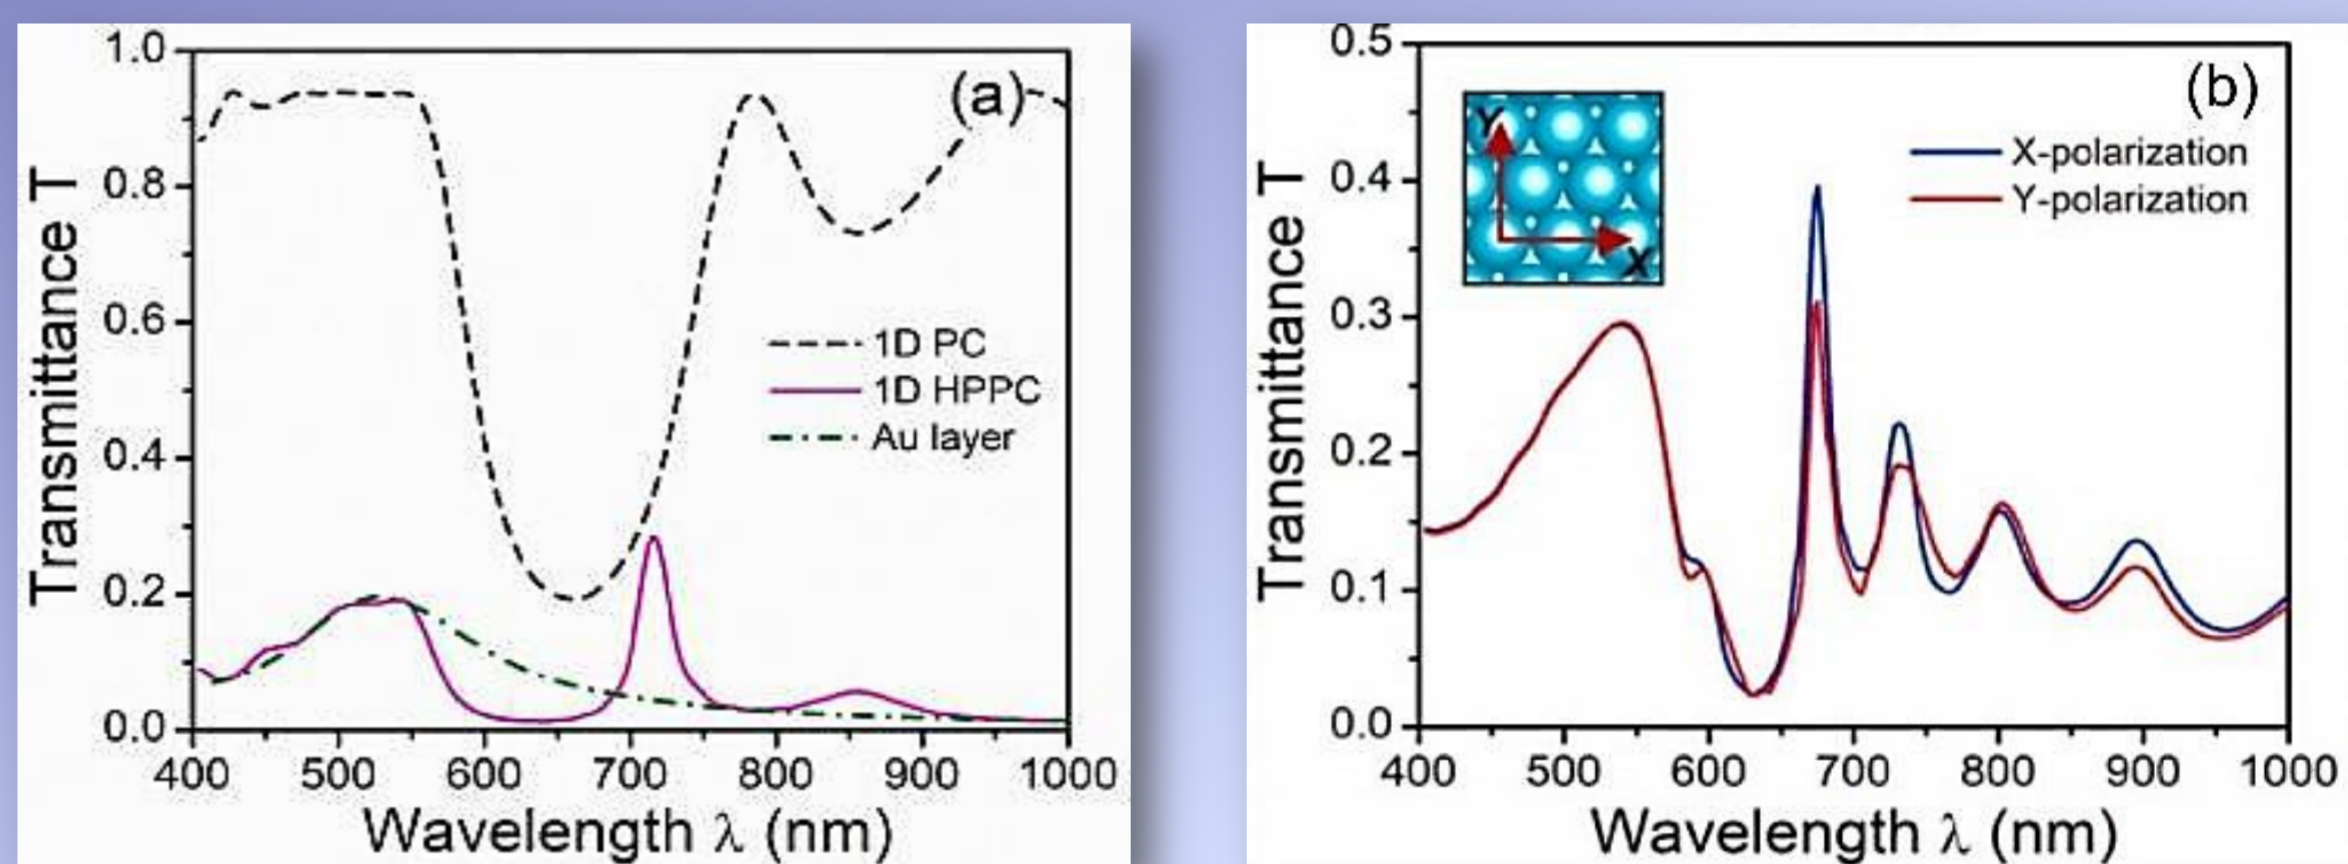 (a)
Transmittance T
1.0
0.8
0.6
0.4
0.2
0.0
1D PC
1D HPPC
Au layer
400 500 600 700 800 900 1000
Wavelength λ (nm)
(b)
Transmittance T
0.5
0.4
0.3
0.2
0.1
0.0
Y
X
X-polarization
Y-polarization
400 500 600 700 800 900 1000
Wavelength λ (nm)